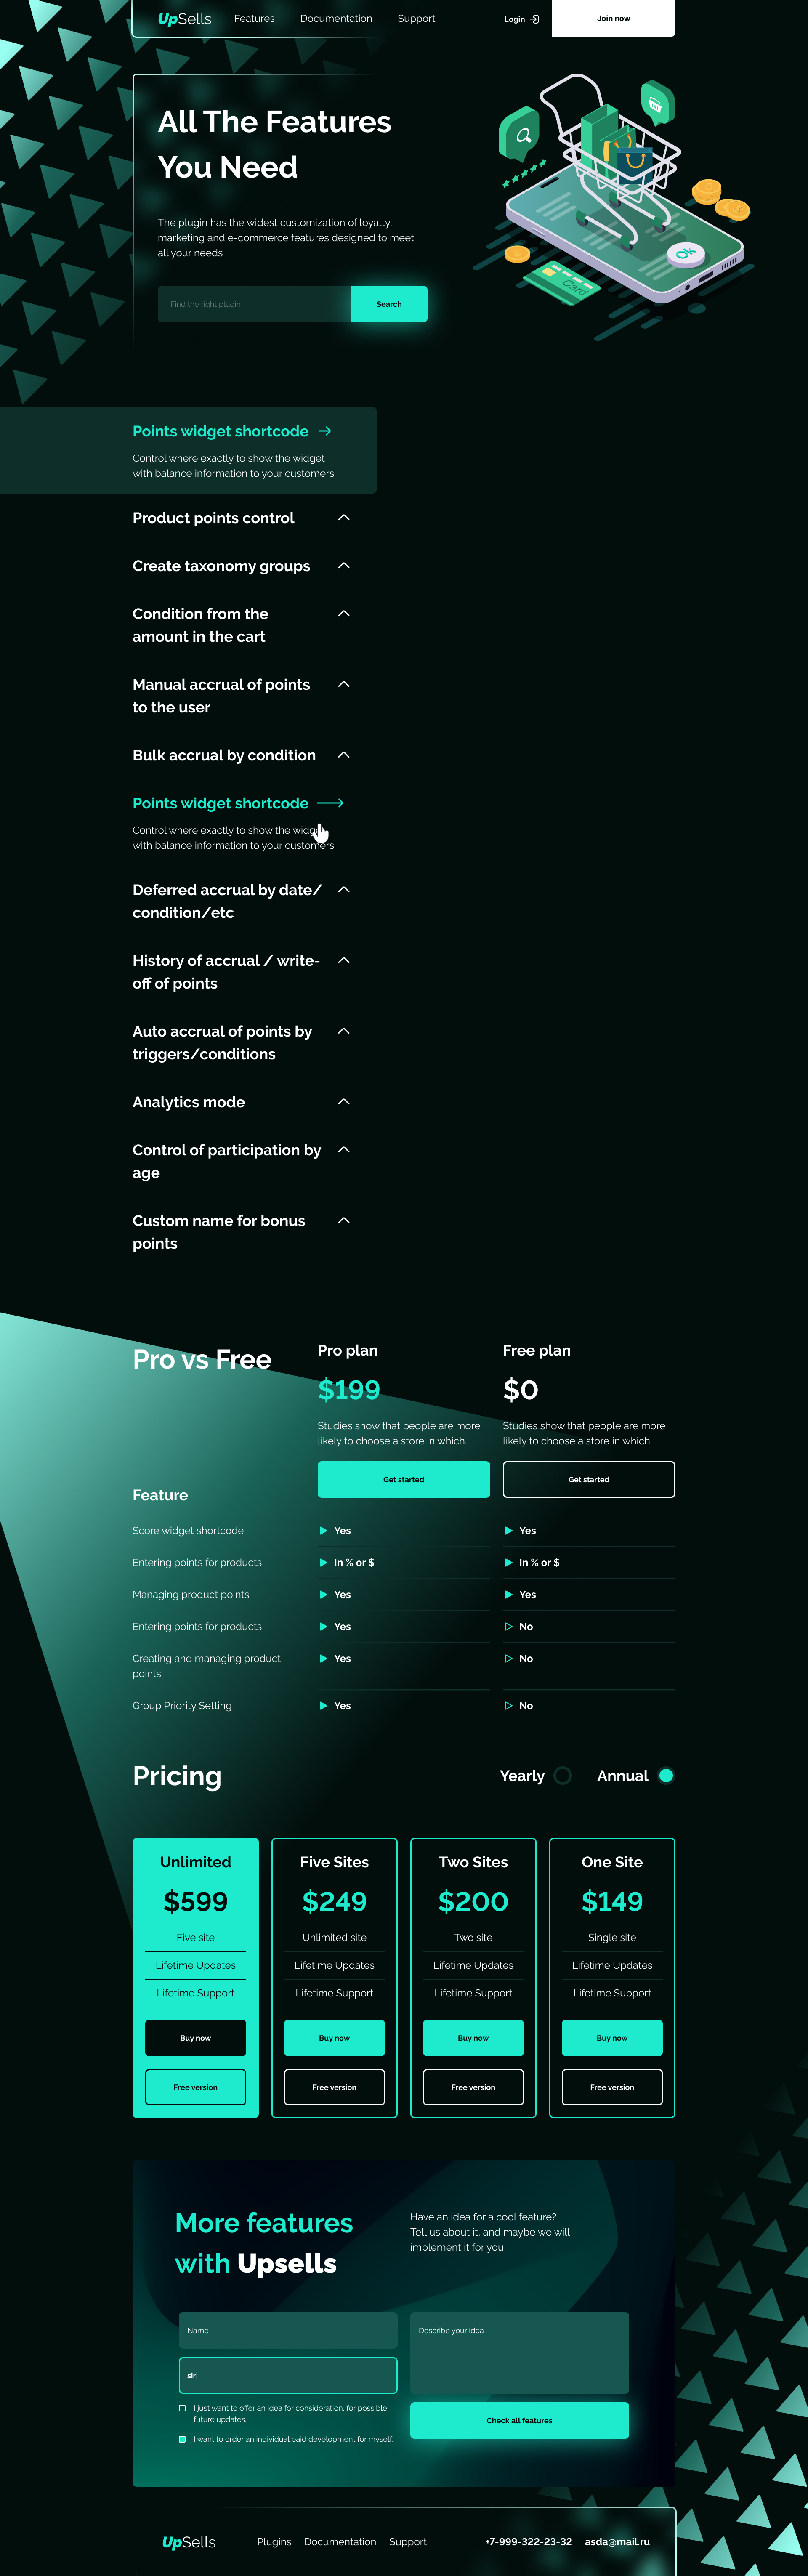 UpSells
Features
Documentation
Support
Login
Join now
All The Features
You Need
The plugin has the widest customization of loyalty,
marketing and e-commerce features designed to meet
all your needs
Find the right plugin
Search
Ok
Card
Points widget shortcode
Control where exactly to show the widget
with balance information to your customers
Product points control
Create taxonomy groups
Condition from the
amount in the cart
Manual accrual of points
to the user
Bulk accrual by condition
Points widget shortcode
Control where exactly to show the widget
with balance information to your customers
Deferred accrual by date/
condition/etc
History of accrual / write-
off of points
Auto accrual of points by
triggers/conditions
Analytics mode
Control of participation by
age
Custom name for bonus
points
Pro vs Free
Pro plan
$199
Studies show that people are more
likely to choose a store in which.
Get started
Free plan
$0
Studies show that people are more
likely to choose a store in which.
Get started
Feature
Score widget shortcode
Yes
Yes
Entering points for products
In % or $
In % or $
Managing product points
Yes
Yes
Entering points for products
Yes
No
Creating and managing product
points
Yes
No
Group Priority Setting
Yes
No
Pricing
Yearly
Annual
Unlimited
$599
Five site
Lifetime Updates
Lifetime Support
Buy now
Free version
Five Sites
$249
Unlimited site
Lifetime Updates
Lifetime Support
Buy now
Free version
Two Sites
$200
Two site
Lifetime Updates
Lifetime Support
Buy now
Free version
One Site
$149
Single site
Lifetime Updates
Lifetime Support
Buy now
Free version
More features
with Upsells
Have an idea for a cool feature?
Tell us about it, and maybe we will
implement it for you
Name
sir
I just want to offer an idea for consideration, for possible
future updates.
I want to order an individual paid development for myself.
Describe your idea
Check all features
UpSells
Plugins
Documentation
Support
+7-999-322-23-32
asda@mail.ru